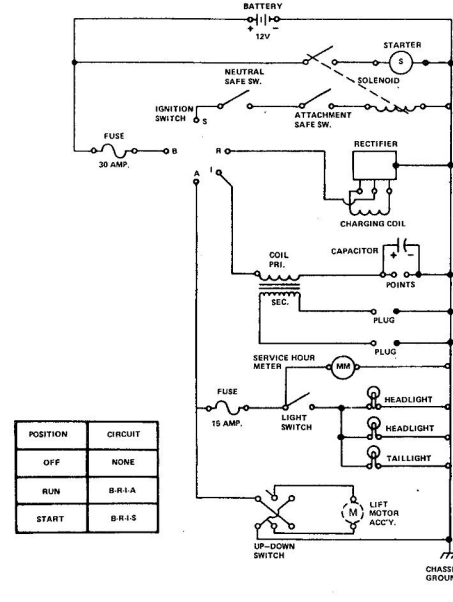 BATTERY
+ −
12V
STARTER
S
SOLENOID
NEUTRAL
SAFE SW.
IGNITION
SWITCH
S
ATTACHMENT
SAFE SW.
FUSE
30 AMP.
B
R
I
A
RECTIFIER
CHARGING COIL
COIL
PRI.
SEC.
CAPACITOR
+ −
POINTS
PLUG
PLUG
SERVICE HOUR
METER
MM
FUSE
15 AMP.
LIGHT
SWITCH
HEADLIGHT
HEADLIGHT
TAILLIGHT
POSITION CIRCUIT
OFF NONE
RUN B-R-I-A
START B-R-I-S
M
LIFT
MOTOR
ACC'Y.
UP-DOWN
SWITCH
CHASS
GROUN